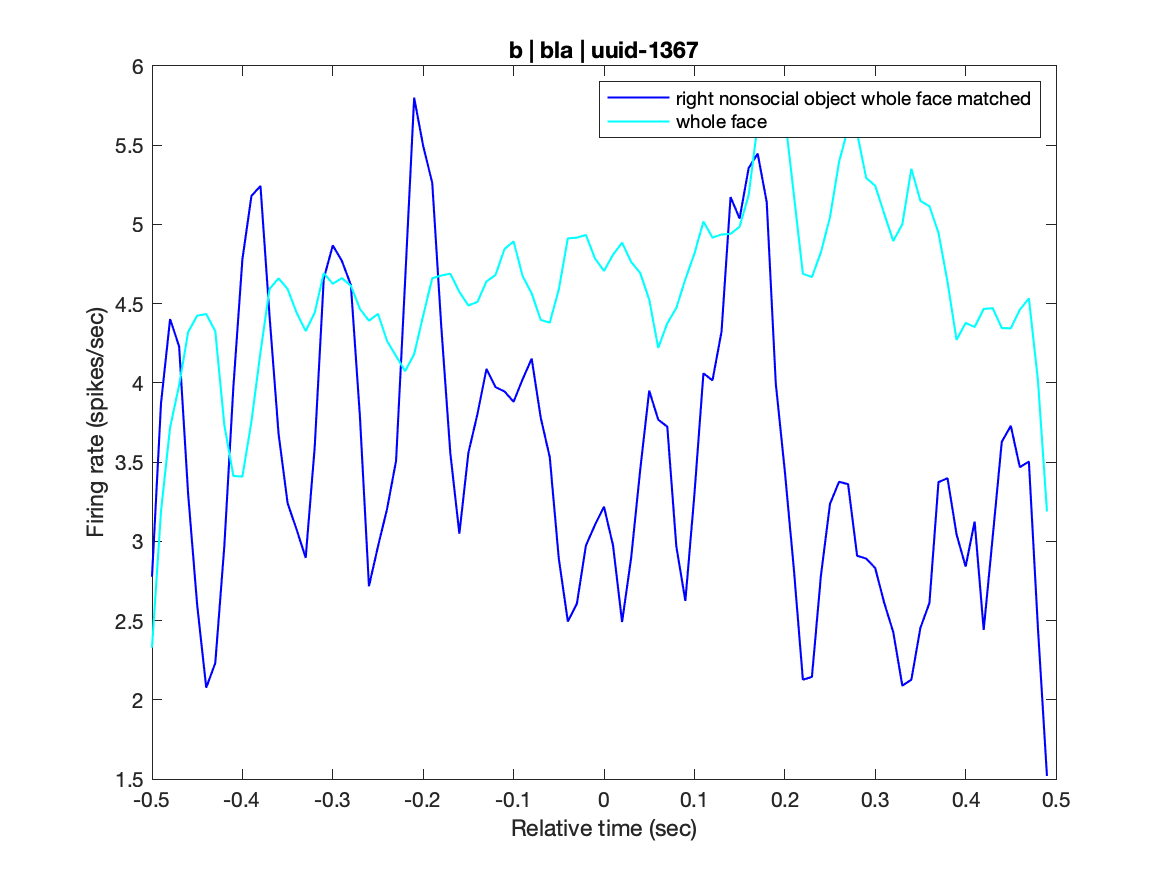 b | bla | uuid-1367
right nonsocial object whole face matched
whole face
Firing rate (spikes/sec)
6
5.5
5
4.5
4
3.5
3
2.5
2
1.5
-0.5 -0.4 -0.3 -0.2 -0.1 0 0.1 0.2 0.3 0.4 0.5
Relative time (sec)